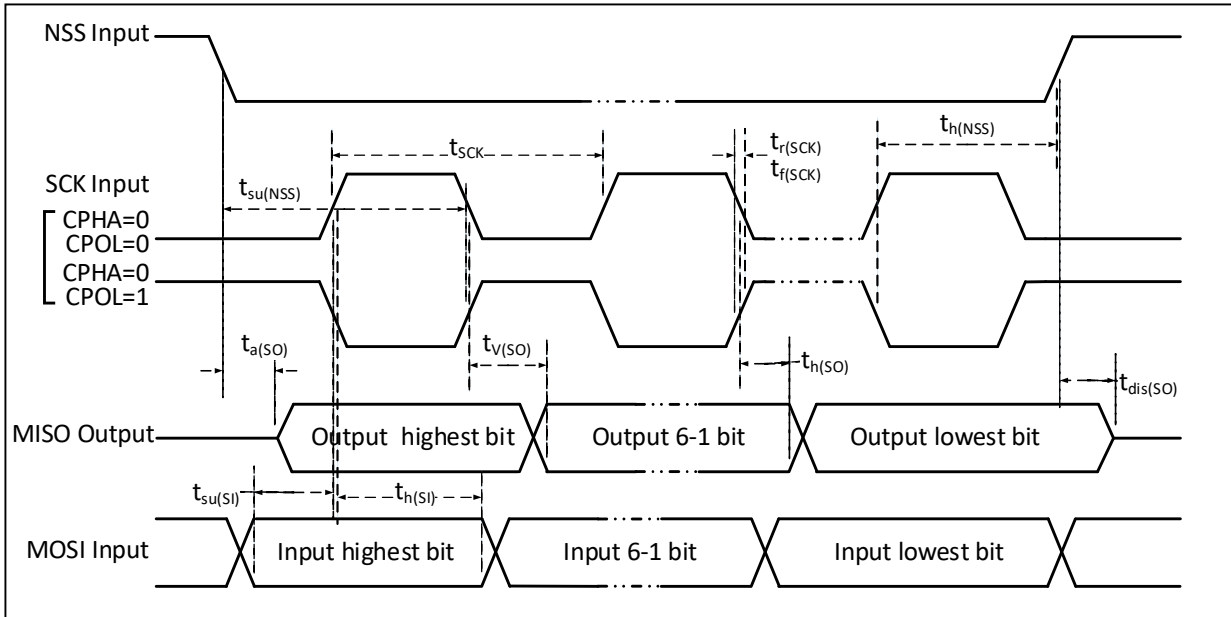 NSS Input
t_h(NSS)
t_SCK
t_r(SCK)
t_f(SCK)
SCK Input
t_su(NSS)
CPHA=0
CPOL=0
CPHA=0
CPOL=1
t_a(SO)
t_V(SO)
t_h(SO)
t_dis(SO)
MISO Output
Output highest bit
Output 6-1 bit
Output lowest bit
t_su(SI)
t_h(SI)
MOSI Input
Input highest bit
Input 6-1 bit
Input lowest bit